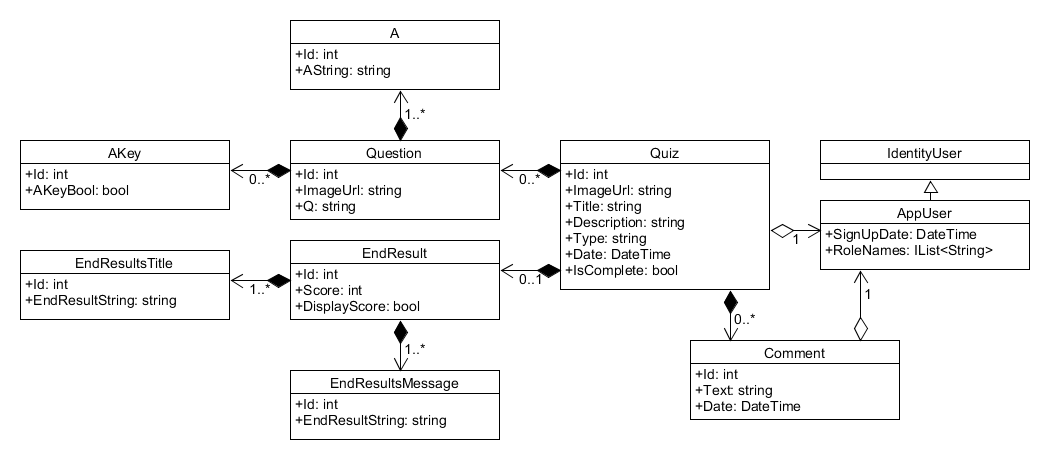 A
+Id: int
+AString: string
1..*
AKey
+Id: int
+AKeyBool: bool
0..*
Question
+Id: int
+ImageUrl: string
+Q: string
0..*
Quiz
+Id: int
+ImageUrl: string
+Title: string
+Description: string
+Type: string
+Date: DateTime
+IsComplete: bool
IdentityUser
AppUser
+SignUpDate: DateTime
+RoleNames: IList<String>
1
EndResultsTitle
+Id: int
+EndResultString: string
1..*
EndResult
+Id: int
+Score: int
+DisplayScore: bool
0..1
1
0..*
1..*
EndResultsMessage
+Id: int
+EndResultString: string
Comment
+Id: int
+Text: string
+Date: DateTime